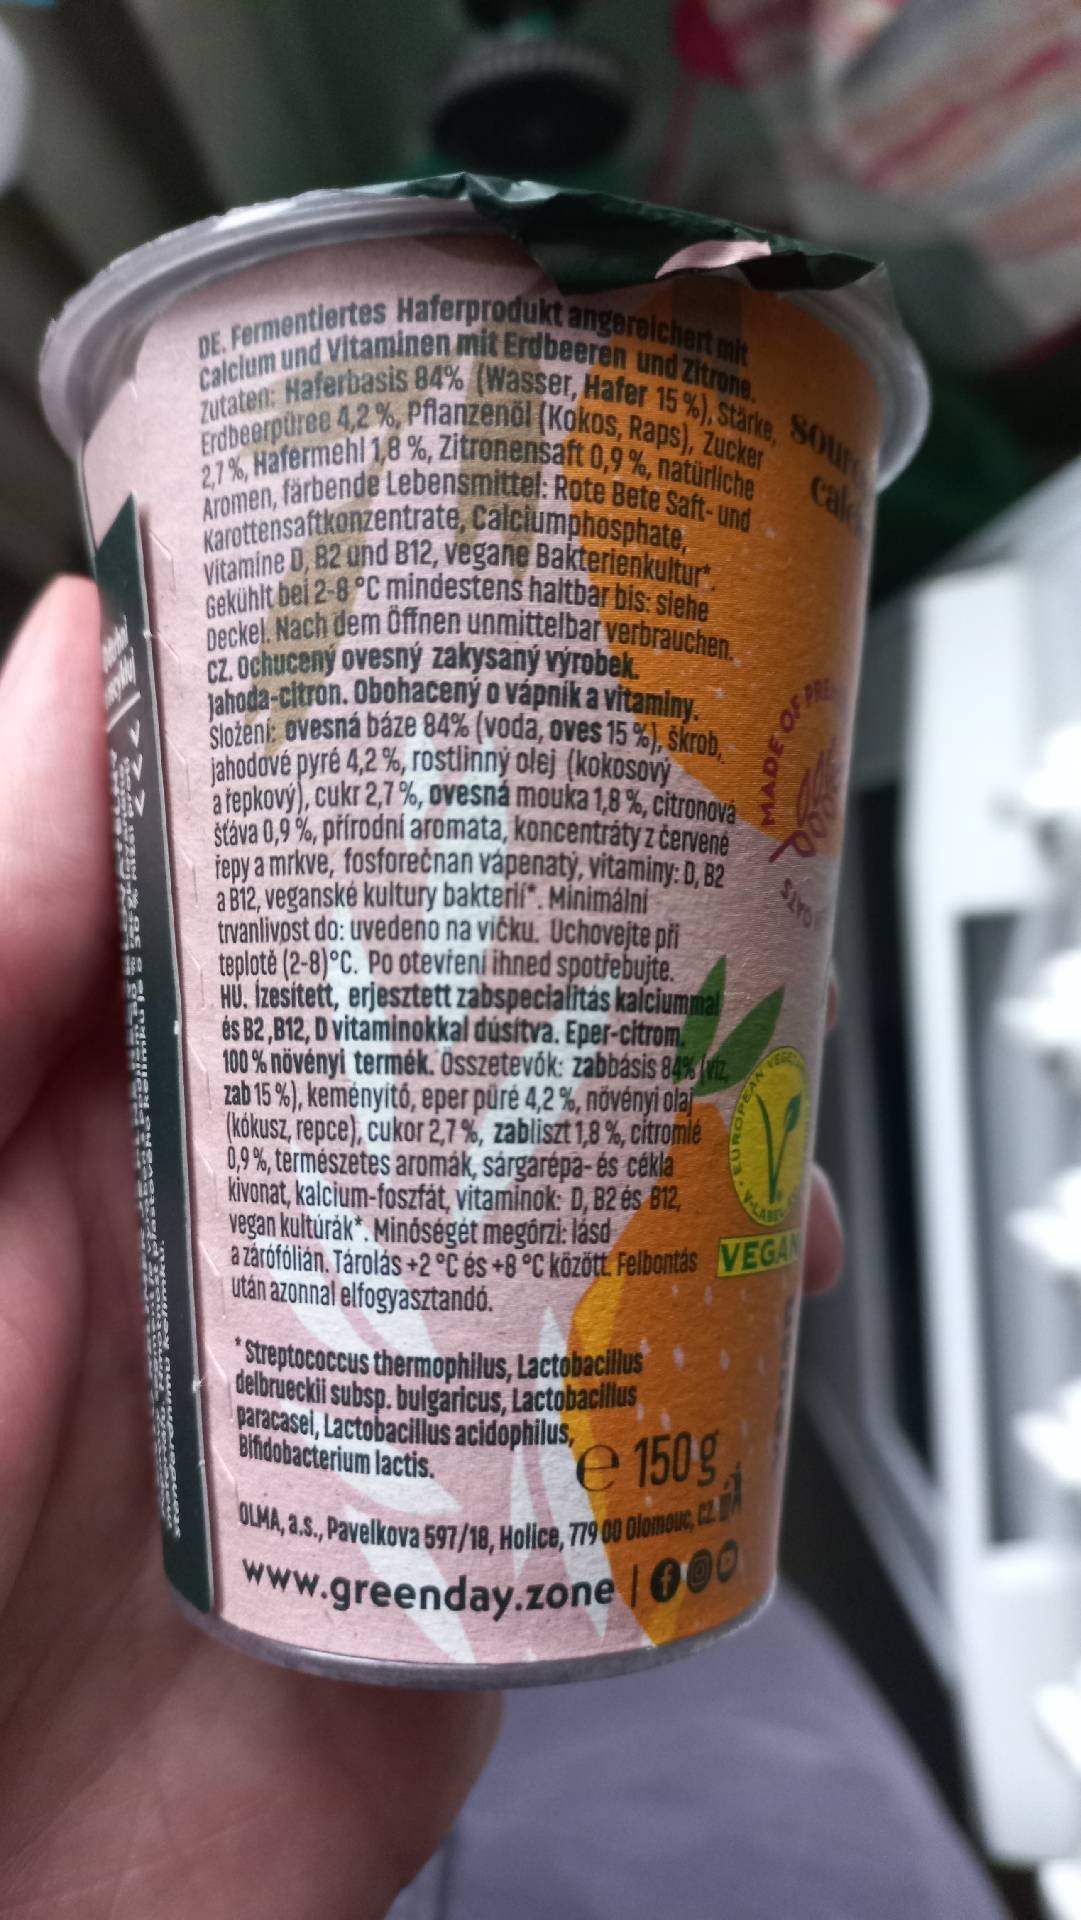 DE. Fermentiertes Haferprodukt angereichert mit
Calcium und Vitaminen mit Erdbeeren und Zitrone.
Zutaten: Haferbasis 84% (Wasser, Hafer 15 %), Stärke,
Erdbeerpüree 4,2 %, Pflanzenöl (Kokos, Raps), Zucker
2,7 %, Hafermehl 1,8 %, Zitronensaft 0,9 %, natürliche
Aromen, färbende Lebensmittel: Rote Bete Saft- und
Karottensaftkonzentrate, Calciumphosphate,
Vitamine D, B2 und B12, vegane Bakterienkultur*.
Gekühlt bei 2-8 °C mindestens haltbar bis: siehe
Deckel. Nach dem Öffnen unmittelbar verbrauchen.
CZ. Ochucený ovesný zakysaný výrobek.
Jahoda-citron. Obohacený o vápník a vitaminy.
Složení: ovesná báze 84% (voda, oves 15 %), škrob,
jahodové pyré 4,2 %, rostlinný olej (kokosový
a řepkový), cukr 2,7 %, ovesná mouka 1,8 %, citronová
šťáva 0,9 %, přírodní aromata, koncentráty z červené
řepy a mrkve, fosforečnan vápenatý, vitaminy: D, B2
a B12, veganské kultury bakterií*. Minimální
trvanlivost do: uvedeno na víčku. Uchovejte při
teplotě (2-8)°C. Po otevření ihned spotřebujte.
HU. Ízesített, erjesztett zabspecialitás kalciummal
és B2 ,B12, D vitaminokkal dúsítva. Eper-citrom.
100 % növényi termék. Összetevők: zabbásis 84% (víz,
zab 15 %), keményítő, eper püré 4,2 %, növényi olaj
(kókusz, repce), cukor 2,7 %, zabliszt 1,8 %, citromlé
0,9 %, természetes aromák, sárgarépa- és cékla
kivonat, kalcium-foszfát, vitaminok: D, B2 és B12,
vegan kultúrák*. Minőségét megőrzi: lásd
a zárófólián. Tárolás +2 °C és +8 °C között. Felbontás
után azonnal elfogyasztandó.
*Streptococcus thermophilus, Lactobacillus
delbrueckii subsp. bulgaricus, Lactobacillus
paracasei, Lactobacillus acidophilus,
Bifidobacterium lactis.
e 150 g
OLMA, a.s., Pavelkova 597/18, Holice, 779 00 Olomouc, CZ.
www.greenday.zone |
MADE OF
OATS
EUROPEAN
V-LABEL
VEGAN